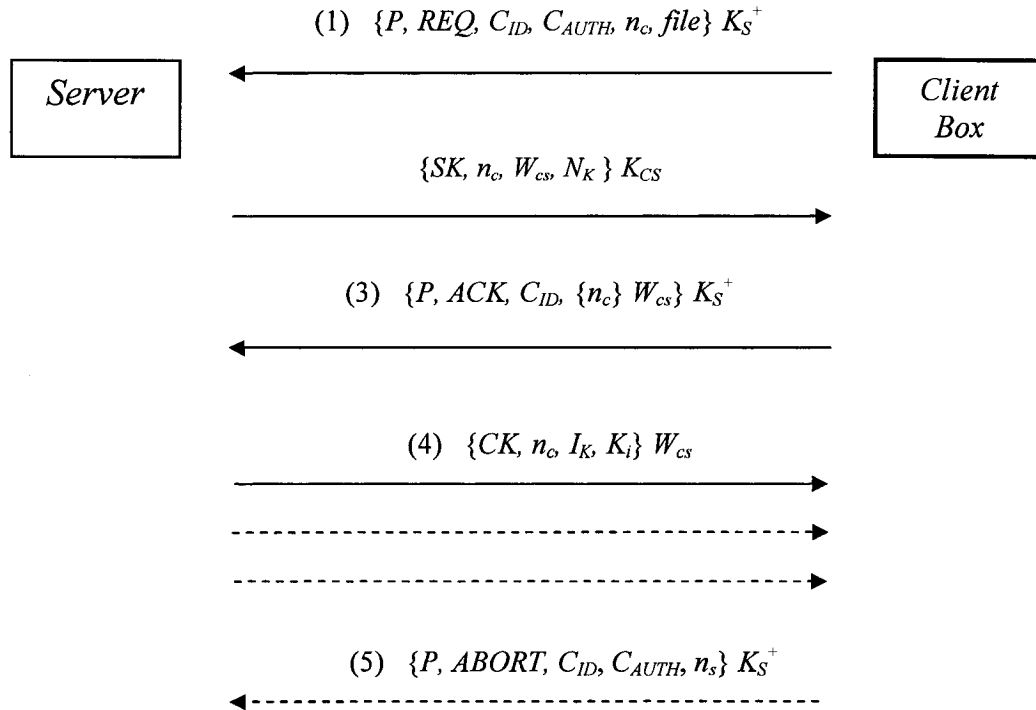 (1) {P, REQ, C_ID, C_AUTH, n_c, file} K_S^+
Server
Client
Box
{SK, n_c, W_cs, N_K } K_CS
(3) {P, ACK, C_ID, {n_c} W_cs} K_S^+
(4) {CK, n_c, I_K, K_i} W_cs
(5) {P, ABORT, C_ID, C_AUTH, n_s} K_S^+